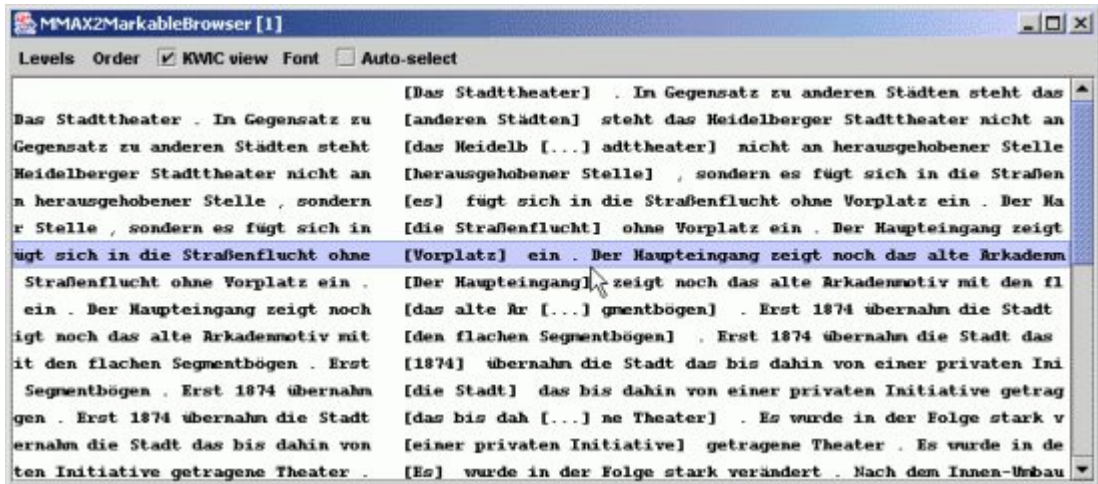 MMAX2MarkableBrowser [1]
Levels Order KWIC view Font Auto-select
[Das Stadttheater] . Im Gegensatz zu anderen Städten steht das
Das Stadttheater . Im Gegensatz zu [anderen Städten] steht das Heidelberger Stadttheater nicht an
Gegensatz zu anderen Städten steht [das Heidelb [...] adttheater] nicht an herausgehobener Stelle
Heidelberger Stadttheater nicht an [herausgehobener Stelle] , sondern es fügt sich in die Straßen
n herausgehobener Stelle , sondern [es] fügt sich in die Straßenflucht ohne Vorplatz ein . Der Ha
r Stelle , sondern es fügt sich in [die Straßenflucht] ohne Vorplatz ein . Der Haupteingang zeigt
ügt sich in die Straßenflucht ohne [Vorplatz] ein . Der Haupteingang zeigt noch das alte Arkadenm
Straßenflucht ohne Vorplatz ein . [Der Haupteingang] zeigt noch das alte Arkadenmotiv mit den fl
ein . Der Haupteingang zeigt noch [das alte Ar [...] gmentbögen] . Erst 1874 übernahm die Stadt
igt noch das alte Arkadenmotiv mit [den flachen Segmentbögen] . Erst 1874 übernahm die Stadt das
it den flachen Segmentbögen . Erst [1874] übernahm die Stadt das bis dahin von einer privaten Ini
Segmentbögen . Erst 1874 übernahm [die Stadt] das bis dahin von einer privaten Initiative getrag
gen . Erst 1874 übernahm die Stadt [das bis dah [...] ne Theater] . Es wurde in der Folge stark v
ernahm die Stadt das bis dahin von [einer privaten Initiative] getragene Theater . Es wurde in de
ten Initiative getragene Theater . [Es] wurde in der Folge stark verändert . Nach dem Innen-Umbau